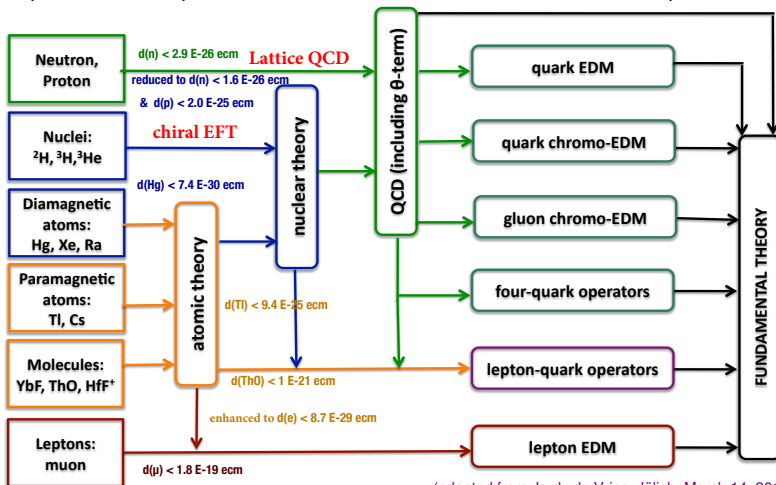 d(n) < 2.9 E-26 ecm
Lattice QCD
Neutron,
Proton
reduced to d(n) < 1.6 E-26 ecm
& d(p) < 2.0 E-25 ecm
chiral EFT
Nuclei:
²H, ³H,³He
d(Hg) < 7.4 E-30 ecm
Diamagnetic
atoms:
Hg, Xe, Ra
Paramagnetic
atoms:
Tl, Cs
Molecules:
YbF, ThO, HfF⁺
Leptons:
muon
atomic theory
nuclear theory
QCD (including θ-term)
d(Tl) < 9.4 E-25 ecm
d(ThO) < 1 E-21 ecm
enhanced to d(e) < 8.7 E-29 ecm
d(μ) < 1.8 E-19 ecm
quark EDM
quark chromo-EDM
gluon chromo-EDM
four-quark operators
lepton-quark operators
lepton EDM
FUNDAMENTAL THEORY